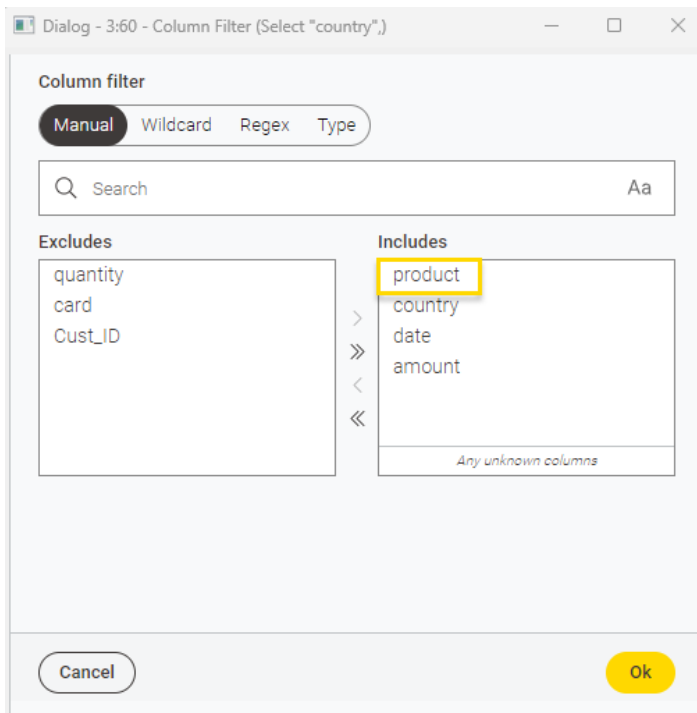 Dialog - 3:60 - Column Filter (Select "country",)
Column filter
Manual Wildcard Regex Type
Search Aa
Excludes
quantity
card
Cust_ID
Includes
product
country
date
amount
Any unknown columns
Cancel Ok